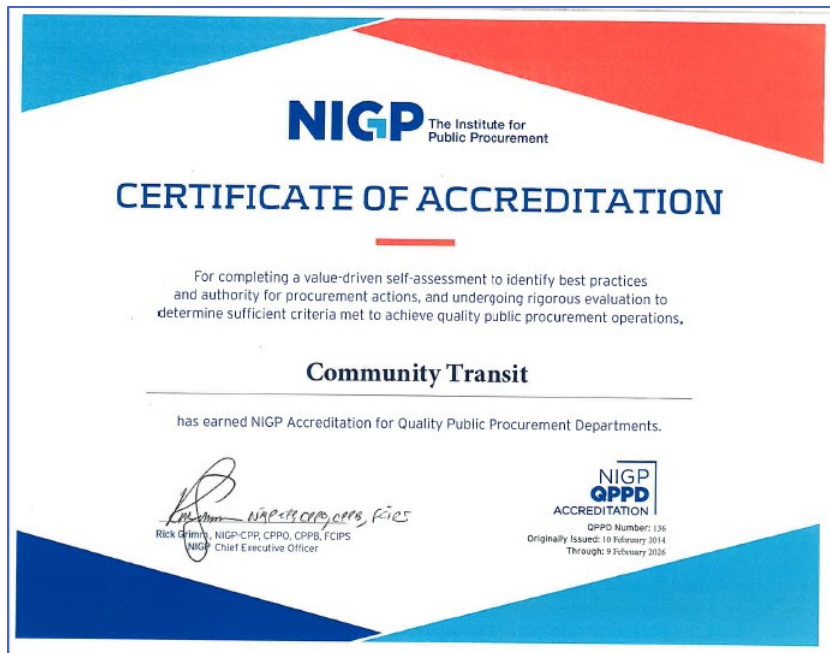 NIGP The Institute for
Public Procurement
CERTIFICATE OF ACCREDITATION
For completing a value-driven self-assessment to identify best practices
and authority for procurement actions, and undergoing rigorous evaluation to
determine sufficient criteria met to achieve quality public procurement operations.
Community Transit
has earned NIGP Accreditation for Quality Public Procurement Departments.
NIGP-CPP, CPPO, CPPB, FCIPS
Rick Grimm, NIGP-CPP, CPPO, CPPB, FCIPS
NIGP Chief Executive Officer
NIGP
QPPD
ACCREDITATION
QPPD Number: 136
Originally Issued: 10 February 2014
Through: 9 February 2026